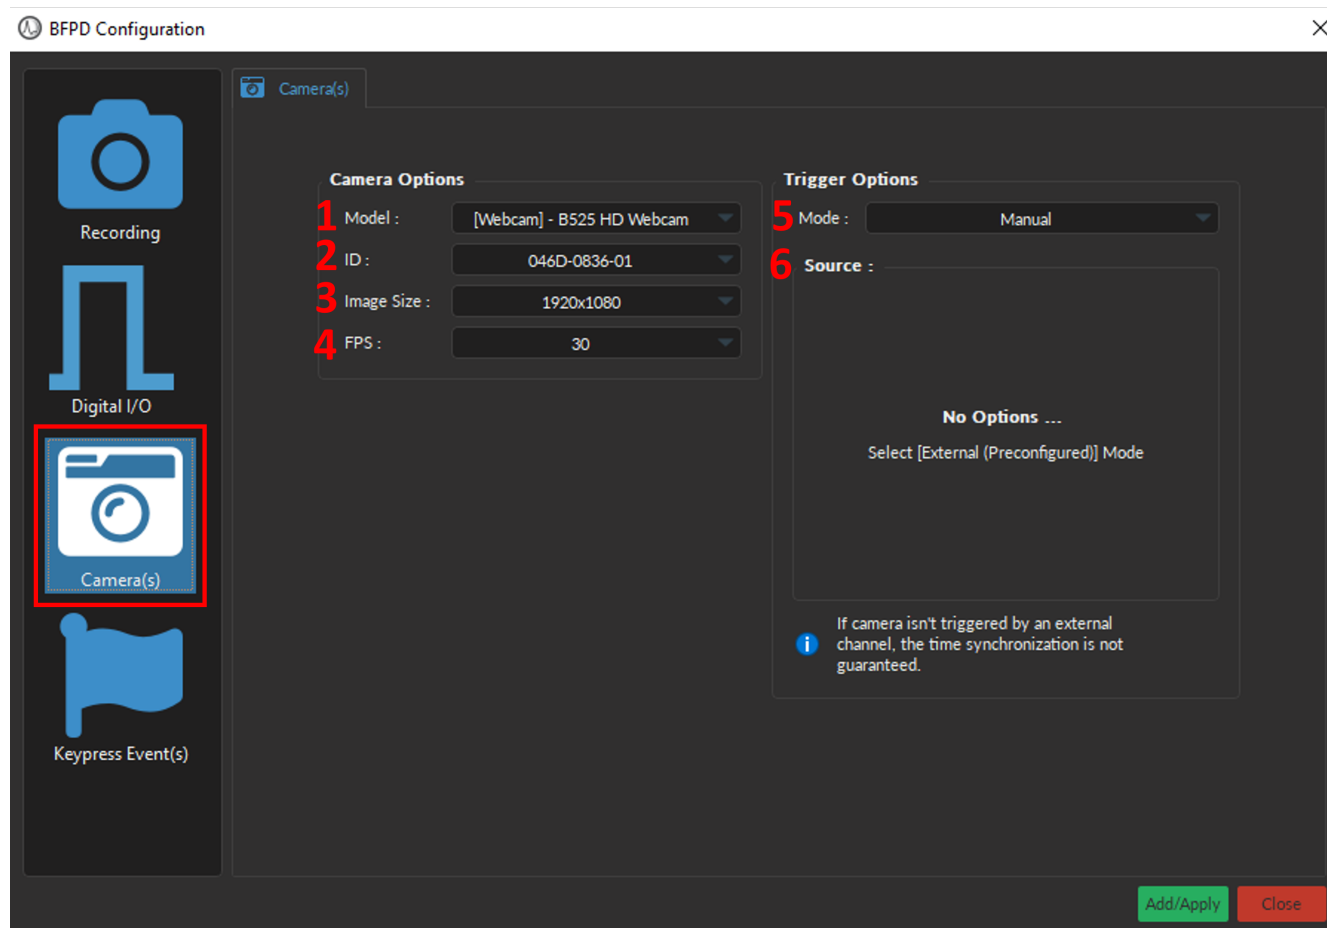 BFPD Configuration
Recording
Digital I/O
Camera(s)
Keypress Event(s)
Camera(s)
Camera Options
1 Model : [Webcam] - B525 HD Webcam
2 ID : 046D-0836-01
3 Image Size : 1920x1080
4 FPS : 30
Trigger Options
5 Mode : Manual
6 Source :
No Options ...
Select [External (Preconfigured)] Mode
If camera isn't triggered by an external
channel, the time synchronization is not
guaranteed.
Add/Apply
Close